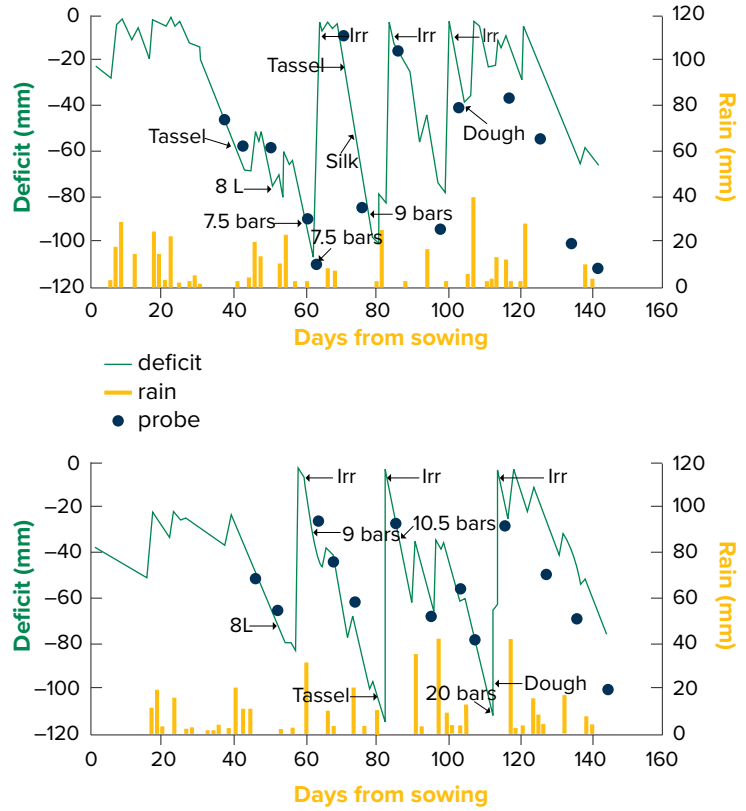 0
–20
–40
–60
–80
–100
–120
Deficit (mm)
120
100
80
60
40
20
0
Rain (mm)
Irr
Irr
Irr
Tassel
Tassel
Silk
Dough
8 L
7.5 bars
7.5 bars
9 bars
0 20 40 60 80 100 120 140 160
Days from sowing
deficit
rain
probe
0
–20
–40
–60
–80
–100
–120
Deficit (mm)
120
100
80
60
40
20
0
Rain (mm)
Irr
Irr
Irr
9 bars
10.5 bars
8L
Tassel
20 bars
Dough
0 20 40 60 80 100 120 140 160
Days from sowing